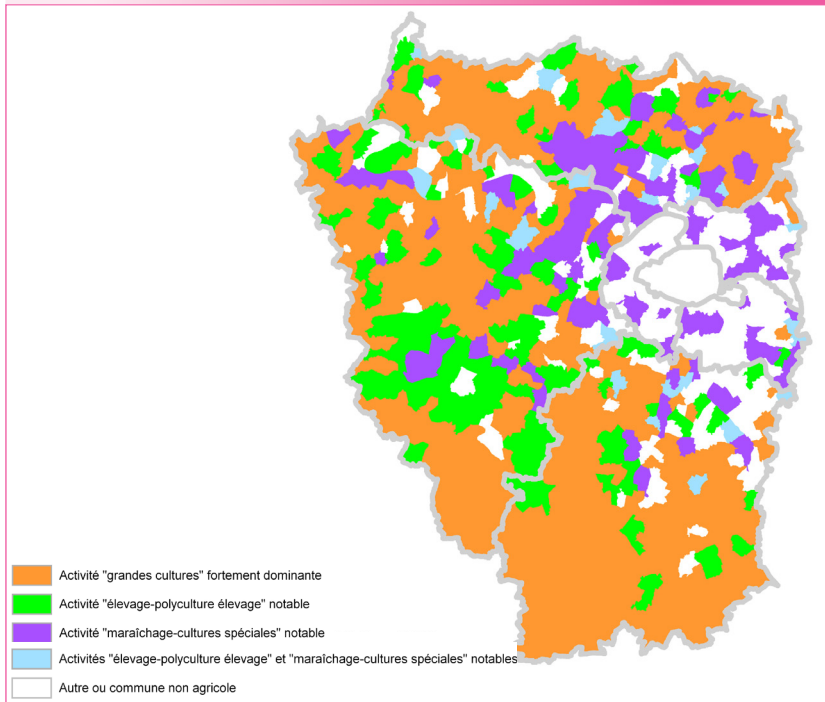 Activité "grandes cultures" fortement dominante
Activité "élevage-polyculture élevage" notable
Activité "maraîchage-cultures spéciales" notable
Activités "élevage-polyculture élevage" et "maraîchage-cultures spéciales" notables
Autre ou commune non agricole